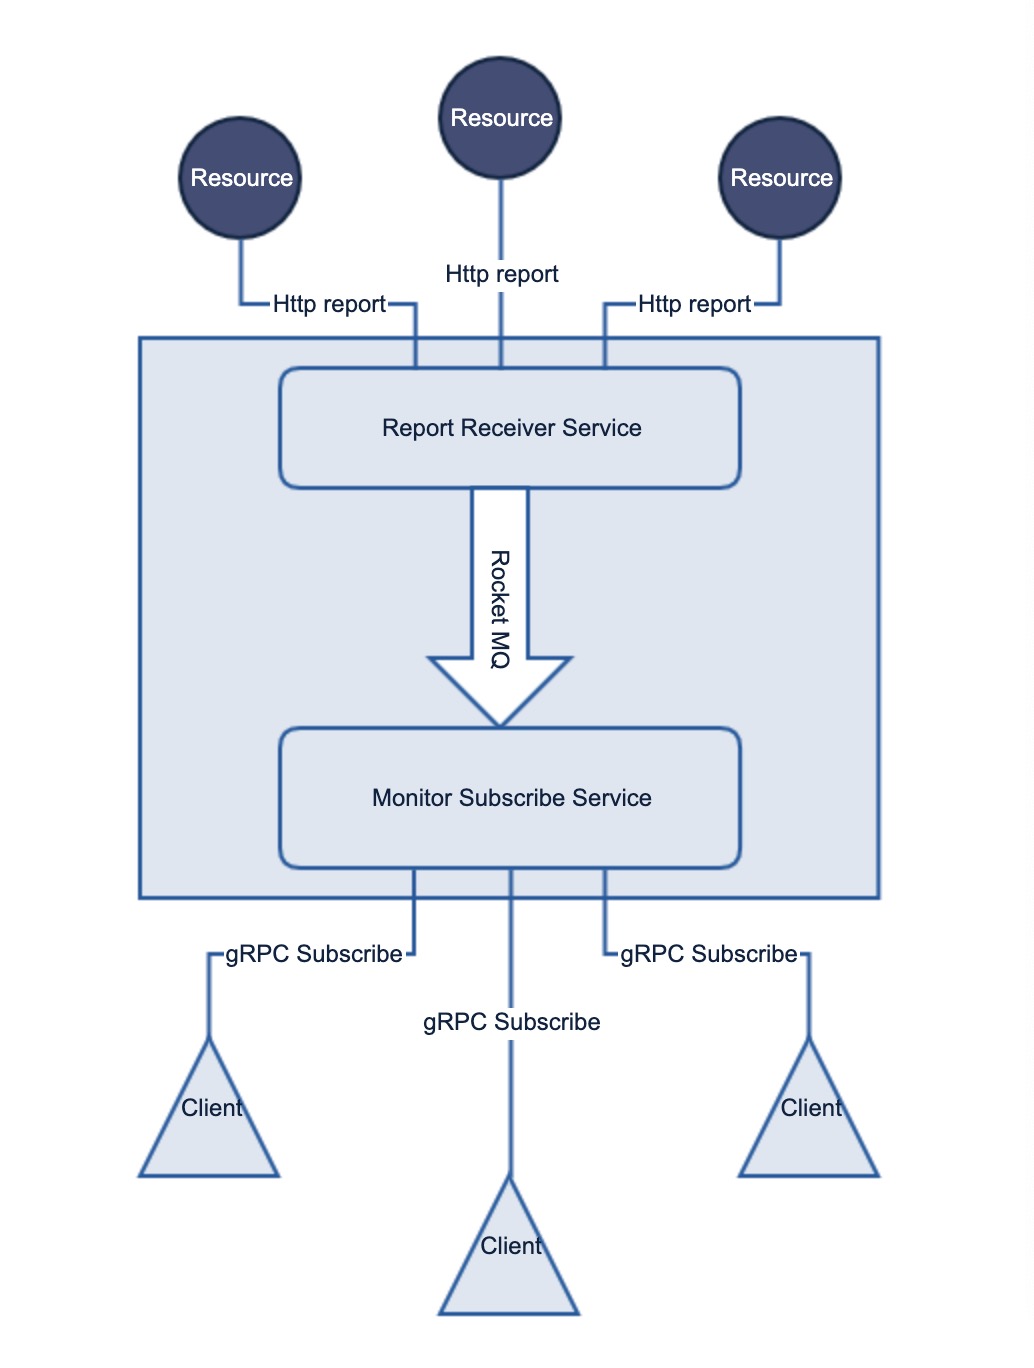 Resource
Resource
Resource
Http report
Http report
Http report
Report Receiver Service
Rocket MQ
Monitor Subscribe Service
gRPC Subscribe
gRPC Subscribe
gRPC Subscribe
Client
Client
Client